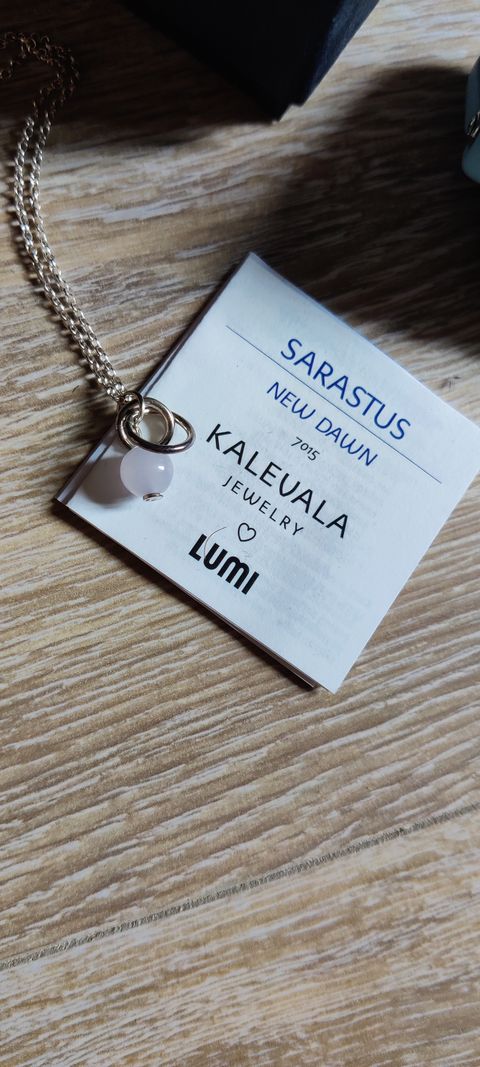 SARASTUS
NEW DAWN
7015
KALEVALA
JEWELRY
LUMI